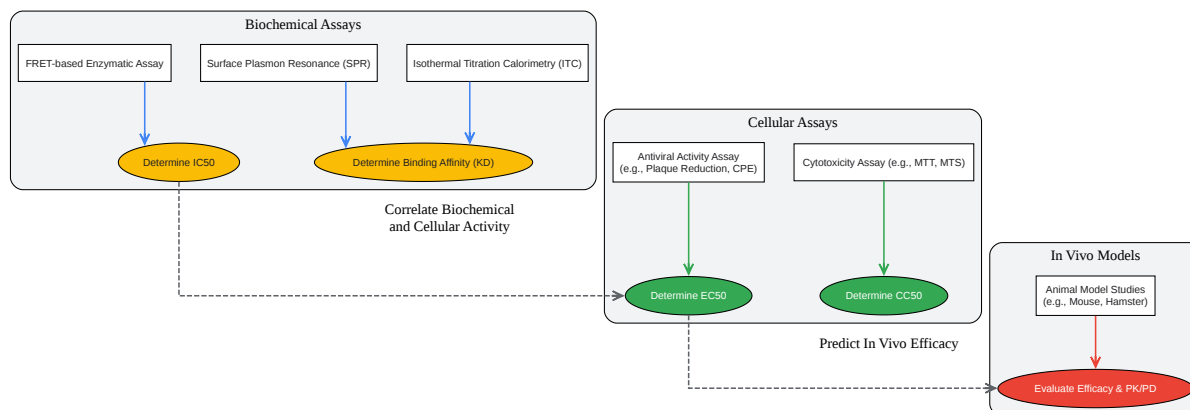 Biochemical Assays
FRET-based Enzymatic Assay
Surface Plasmon Resonance (SPR)
Isothermal Titration Calorimetry (ITC)
Determine IC50
Determine Binding Affinity (KD)
Correlate Biochemical
and Cellular Activity
Cellular Assays
Antiviral Activity Assay
(e.g., Plaque Reduction, CPE)
Cytotoxicity Assay (e.g., MTT, MTS)
Determine EC50
Determine CC50
Predict In Vivo Efficacy
In Vivo Models
Animal Model Studies
(e.g., Mouse, Hamster)
Evaluate Efficacy & PK/PD